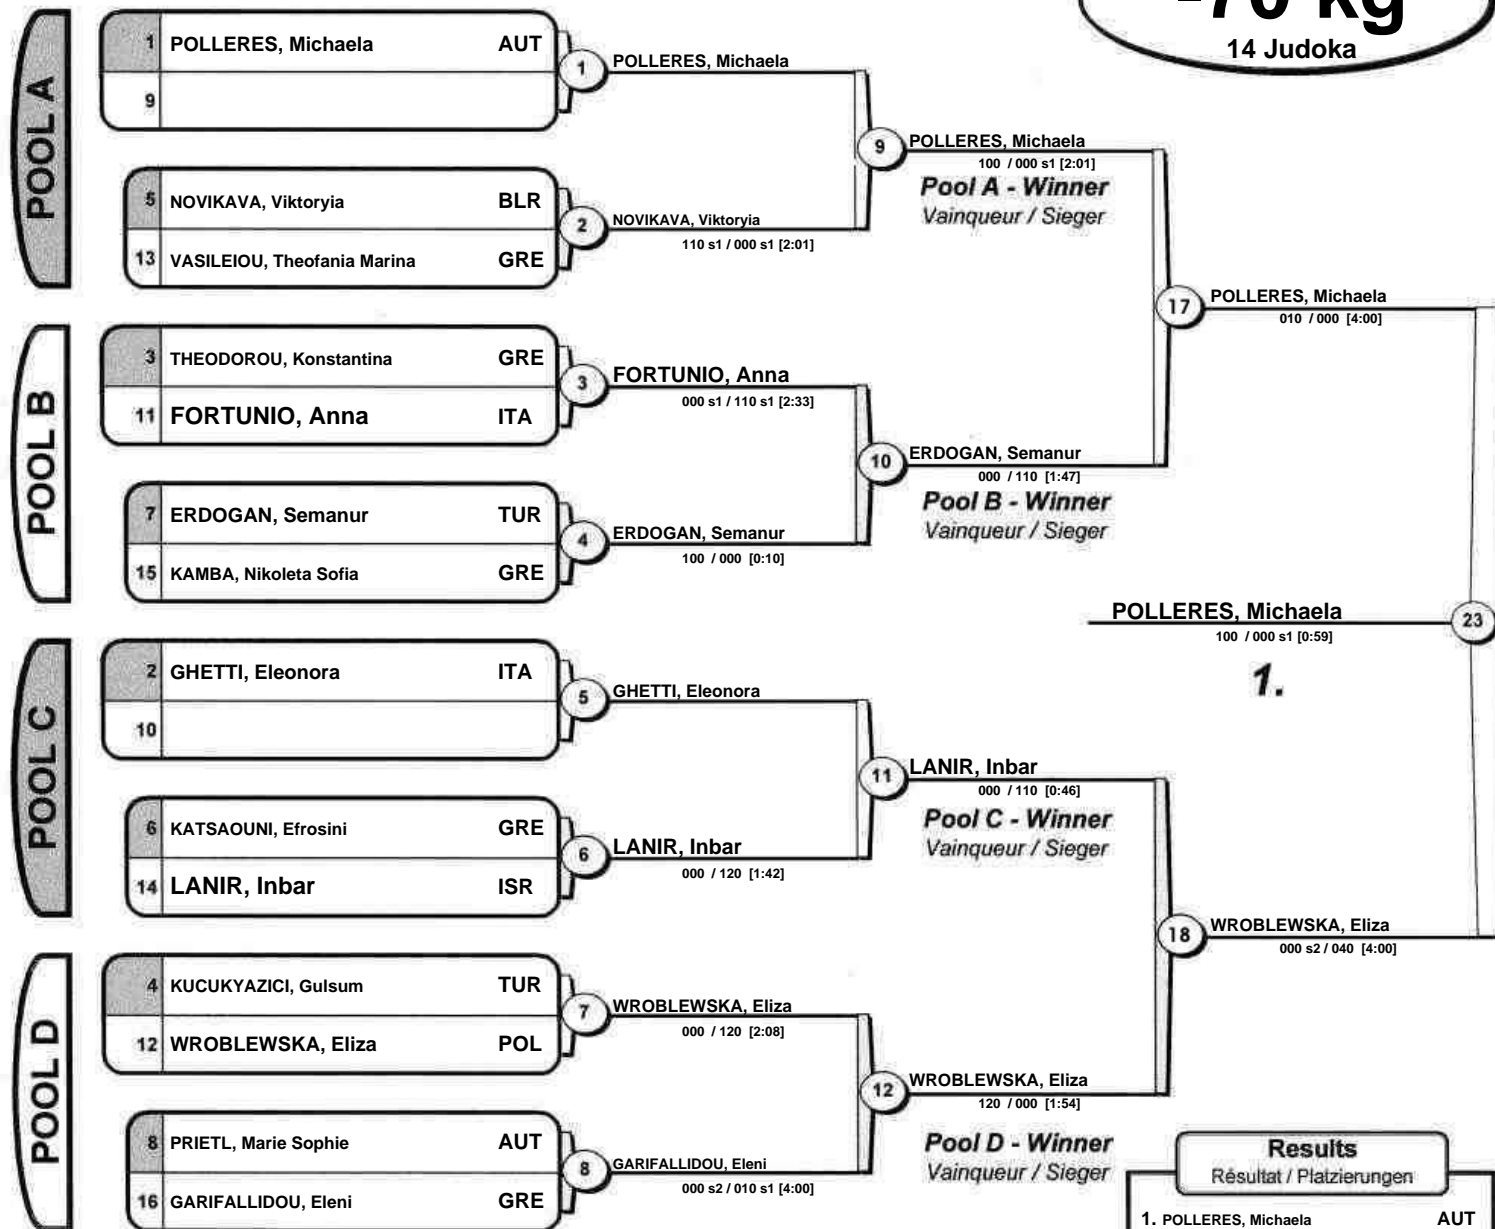 -70 kg
14 Judoka
POOL A
1 POLLERES, Michaela AUT
9
5 NOVIKAVA, Viktoryia BLR
13 VASILEIOU, Theofania Marina GRE
1 POLLERES, Michaela
2 NOVIKAVA, Viktoryia
110 s1 / 000 s1 [2:01]
9 POLLERES, Michaela
100 / 000 s1 [2:01]
Pool A - Winner
Vainqueur / Sieger
POOL B
3 THEODOROU, Konstantina GRE
11 FORTUNIO, Anna ITA
7 ERDOGAN, Semanur TUR
15 KAMBA, Nikoleta Sofia GRE
3 FORTUNIO, Anna
000 s1 / 110 s1 [2:33]
4 ERDOGAN, Semanur
100 / 000 [0:10]
10 ERDOGAN, Semanur
000 / 110 [1:47]
Pool B - Winner
Vainqueur / Sieger
17 POLLERES, Michaela
010 / 000 [4:00]
POLLERES, Michaela 23
100 / 000 s1 [0:59]
1.
POOL C
2 GHETTI, Eleonora ITA
10
6 KATSAOUNI, Efrosini GRE
14 LANIR, Inbar ISR
5 GHETTI, Eleonora
6 LANIR, Inbar
000 / 120 [1:42]
11 LANIR, Inbar
000 / 110 [0:46]
Pool C - Winner
Vainqueur / Sieger
POOL D
4 KUCUKYAZICI, Gulsum TUR
12 WROBLEWSKA, Eliza POL
8 PRIETL, Marie Sophie AUT
16 GARIFALLIDOU, Eleni GRE
7 WROBLEWSKA, Eliza
000 / 120 [2:08]
8 GARIFALLIDOU, Eleni
000 s2 / 010 s1 [4:00]
12 WROBLEWSKA, Eliza
120 / 000 [1:54]
Pool D - Winner
Vainqueur / Sieger
18 WROBLEWSKA, Eliza
000 s2 / 040 [4:00]
Results
Résultat / Platzierungen
1. POLLERES, Michaela AUT